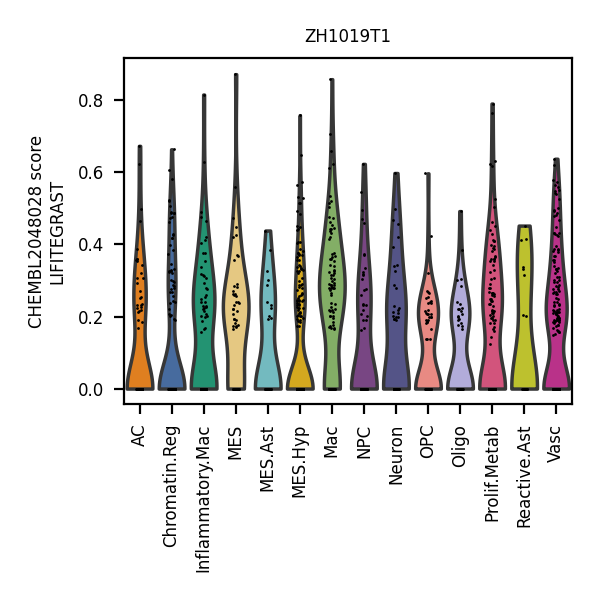 ZH1019T1
CHEMBL2048028 score
LIFITEGRAST
0.8
0.6
0.4
0.2
0.0
AC
Chromatin.Reg
Inflammatory.Mac
MES
MES.Ast
MES.Hyp
Mac
NPC
Neuron
OPC
Oligo
Prolif.Metab
Reactive.Ast
Vasc